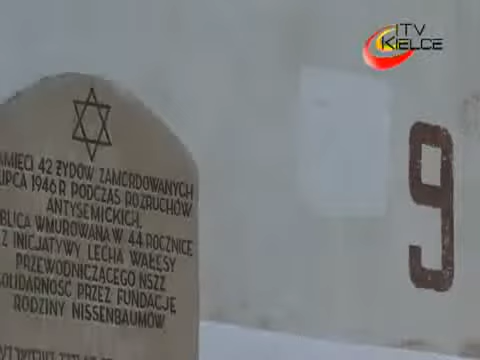 ITV
KIELCE
9
AMIĘCI 42 ŻYDÓW ZAMORDOWANYCH
LIPCA 1946 R PODCZAS ROZRUCHÓW
ANTYSEMICKICH.
BLICA WMUROWANA W 44 ROCZNICE
Z INICJATYWY LECHA WAŁĘSY
PRZEWODNICZĄCEGO NSZZ
SOLIDARNOŚĆ PRZEZ FUNDACJE
RODZINY NISSENBAUMÓW